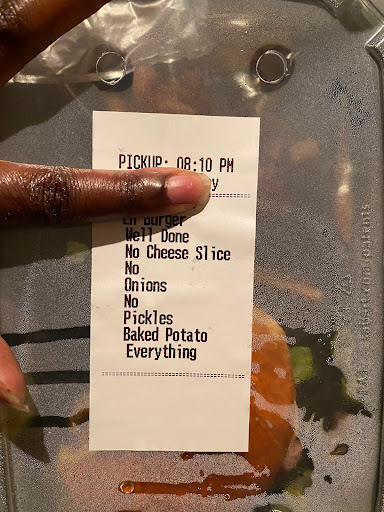 PICKUP: 08:10 PM
Burger
Well Done
No Cheese Slice
No
Onions
No
Pickles
Baked Potato
Everything